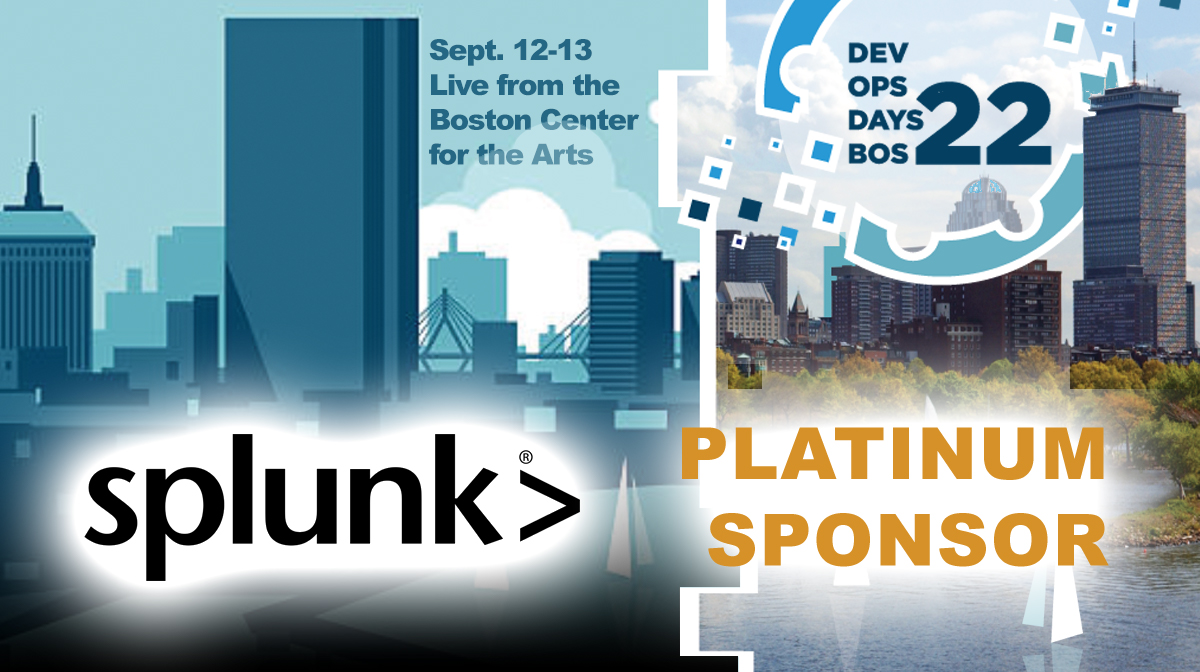 Sept. 12-13
Live from the
Boston Center
for the Arts
DEV
OPS
DAYS
BOS 22
splunk>®
PLATINUM
SPONSOR